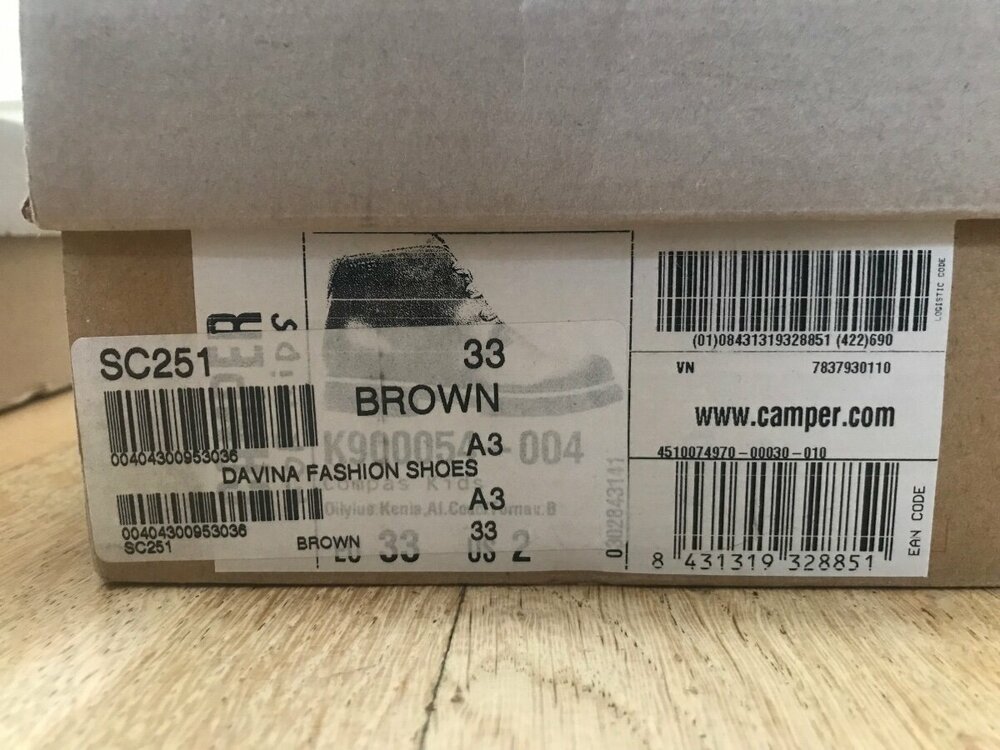 SC251
33
BROWN
00404300953036
A3
DAVINA FASHION SHOES
A3
00404300953036
33
SC251
BROWN
-004
Kids
33
2
(01)08431319328851 (422)690
LOGISTIC CODE
VN
7837930110
www.camper.com
4510074970-00030-010
EAN CODE
8 431319 328851